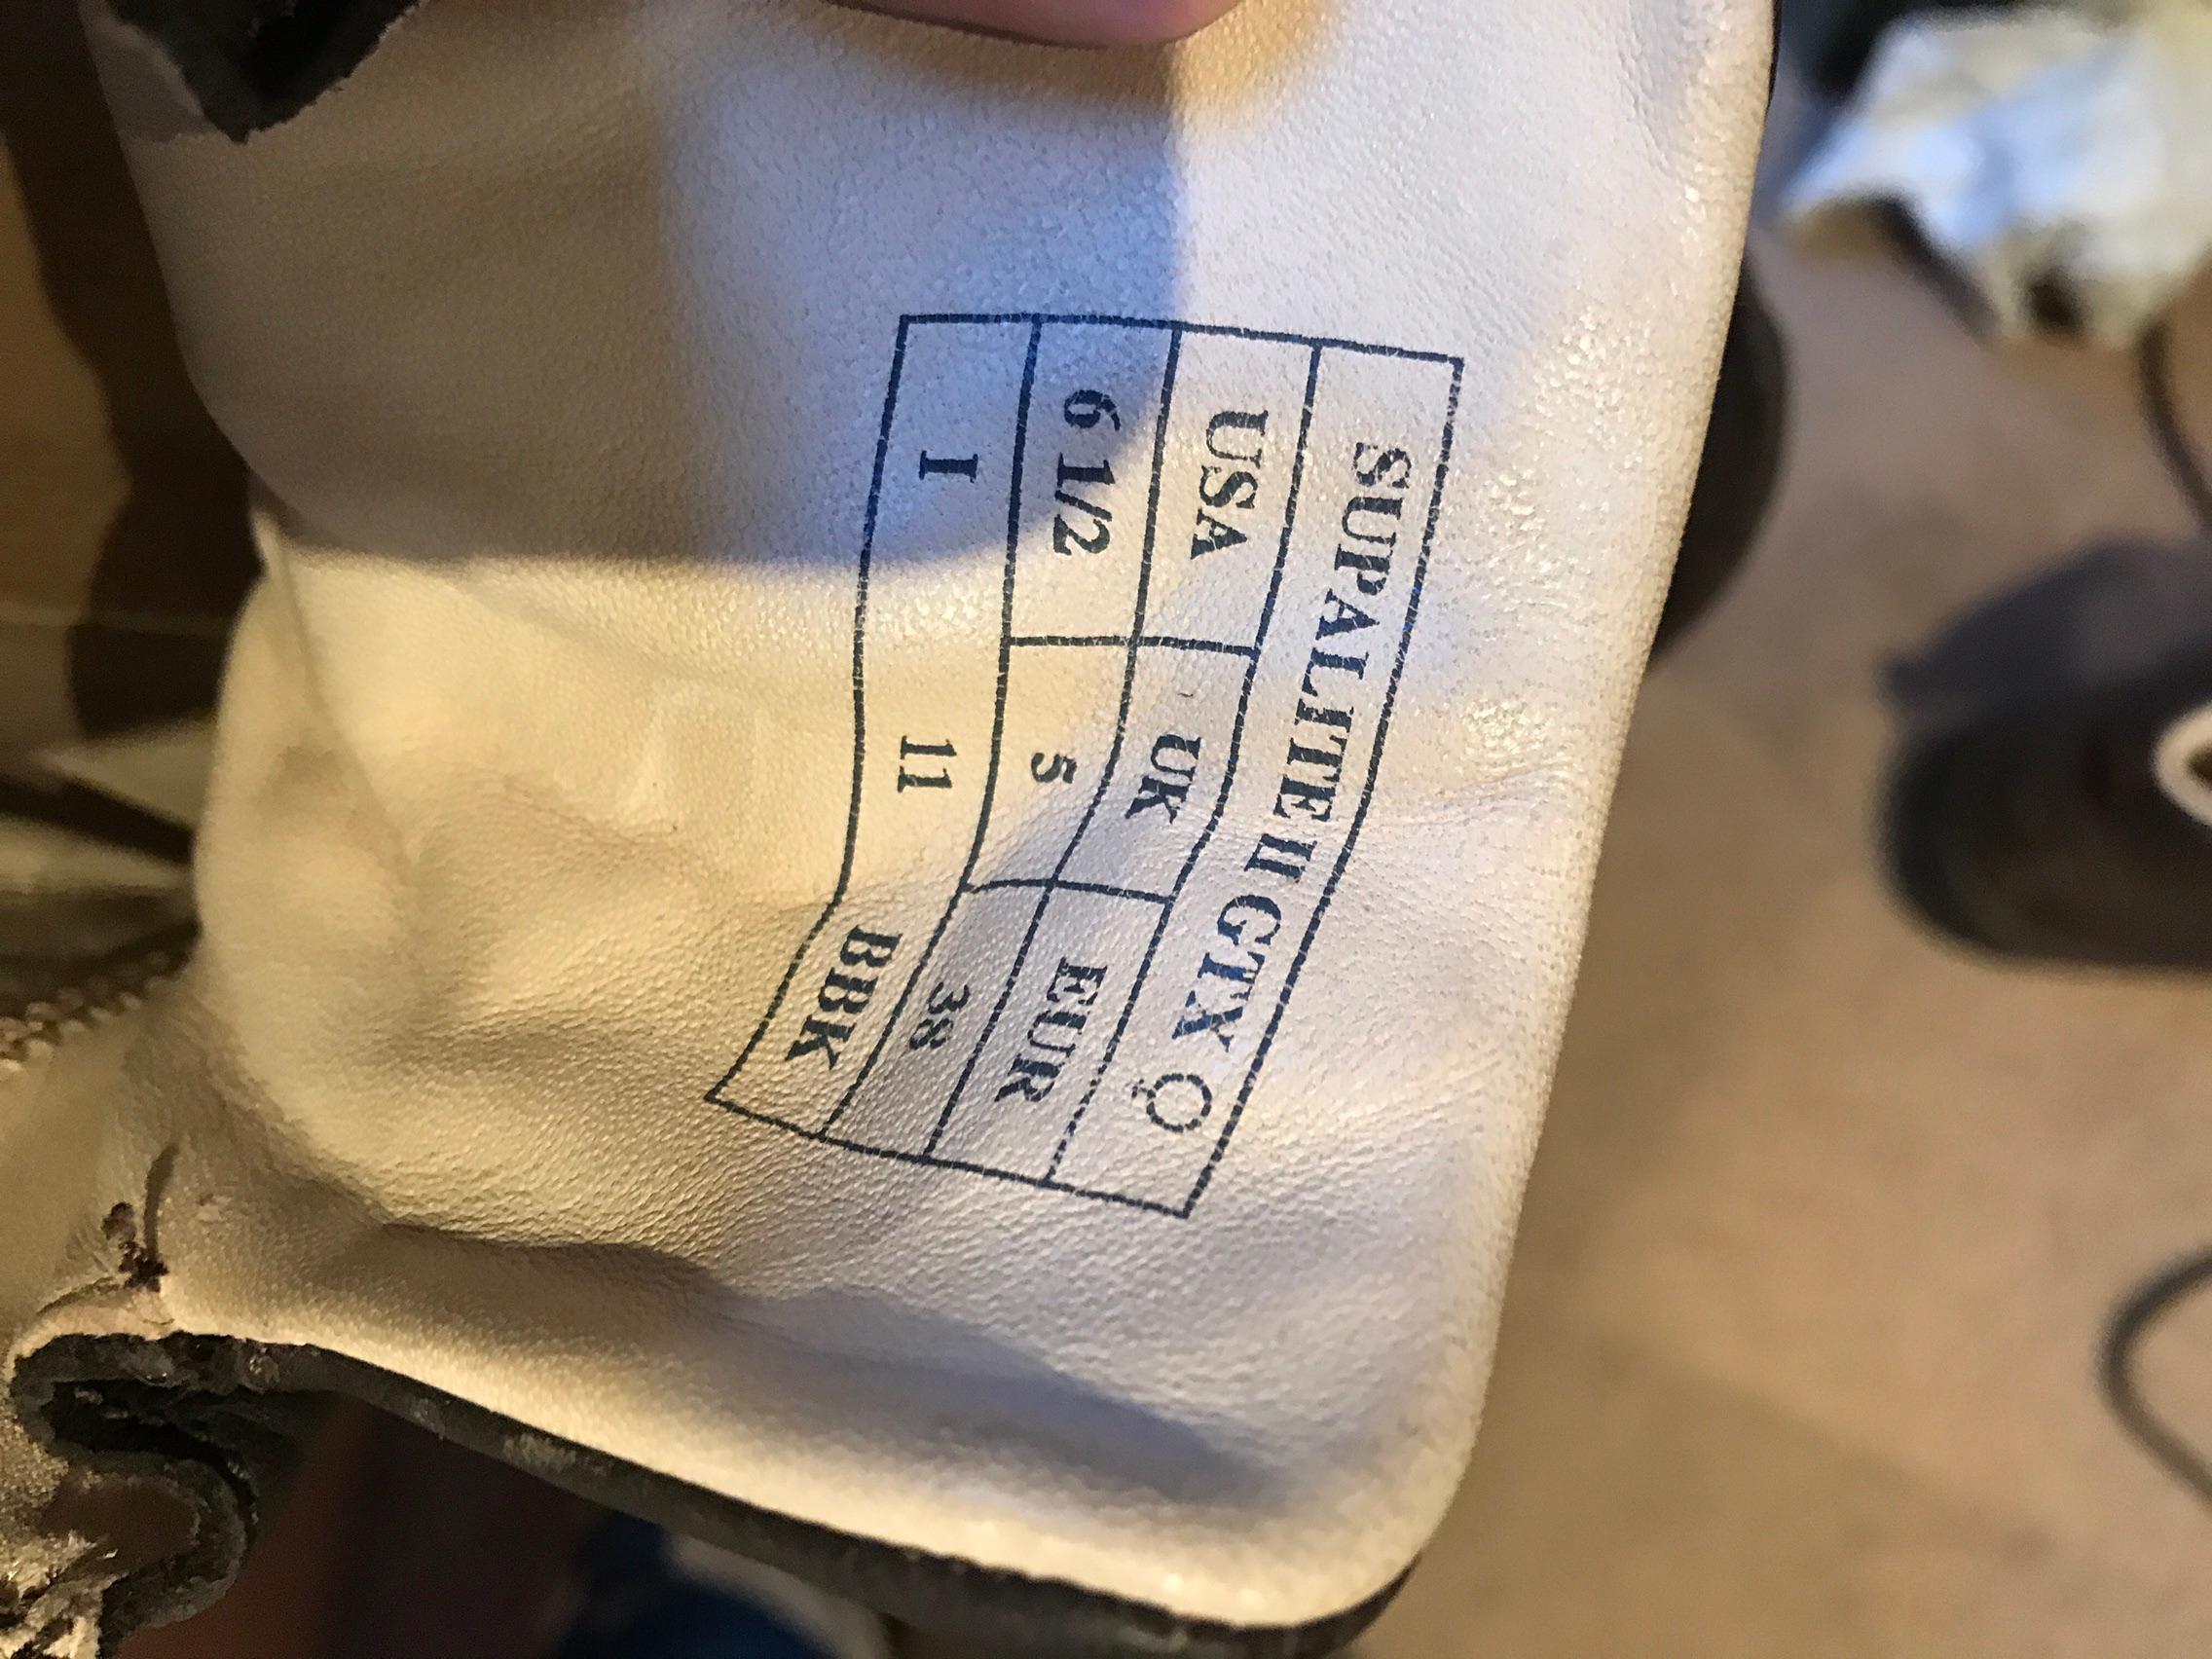 SUPALITE II GTX ♀
USA UK EUR
6 1/2 5 38
I 11 BBK